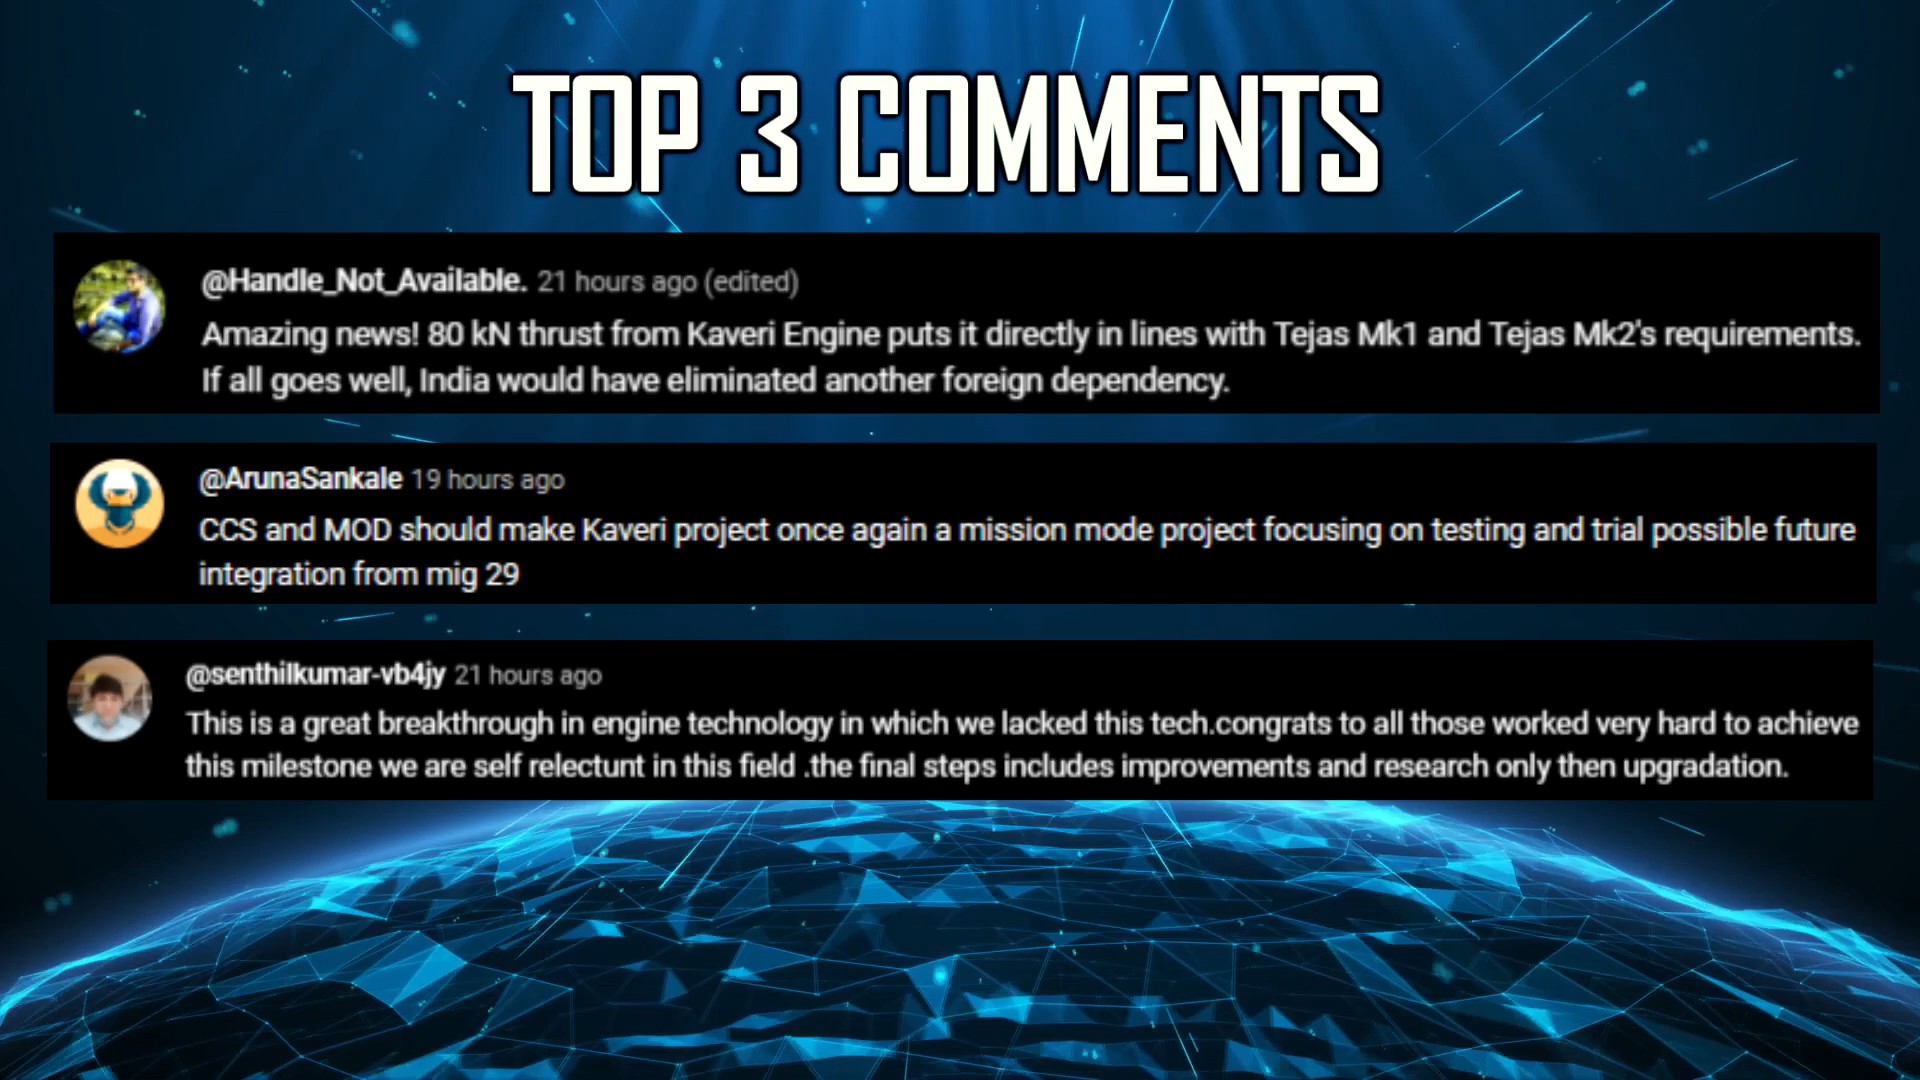 TOP 3 COMMENTS
@Handle_Not_Available. 21 hours ago (edited)
Amazing news! 80 kN thrust from Kaveri Engine puts it directly in lines with Tejas Mk1 and Tejas Mk2's requirements.
If all goes well, India would have eliminated another foreign dependency.
@ArunaSankale 19 hours ago
CCS and MOD should make Kaveri project once again a mission mode project focusing on testing and trial possible future
integration from mig 29
@senthilkumar-vb4jy 21 hours ago
This is a great breakthrough in engine technology in which we lacked this tech.congrats to all those worked very hard to achieve
this milestone we are self relectunt in this field .the final steps includes improvements and research only then upgradation.